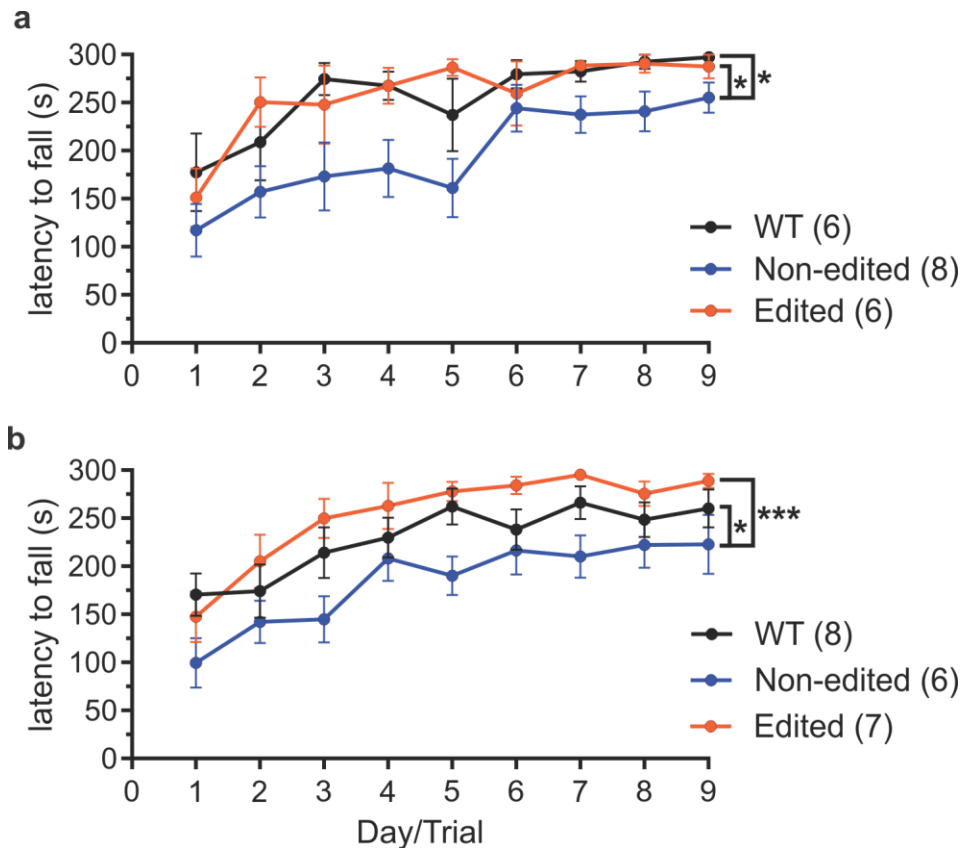 a
latency to fall (s)
300
250
200
150
100
50
0
0 1 2 3 4 5 6 7 8 9
* *
WT (6)
Non-edited (8)
Edited (6)
b
latency to fall (s)
300
250
200
150
100
50
0
0 1 2 3 4 5 6 7 8 9
* ***
WT (8)
Non-edited (6)
Edited (7)
Day/Trial